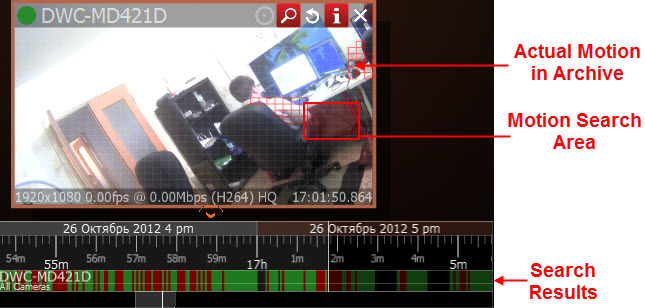 DWC-MD421D
Actual Motion
in Archive
Motion Search
Area
1920x1080 0.00fps @ 0.00Mbps (H264) HQ 17:01:50.864
26 Октябрь 2012 4 pm 26 Октябрь 2012 5 pm
54m 55m 56m 57m 58m 59m 17h 1m 2m 3m 4m 5m
DWC-MD421D
All Cameras
Search
Results